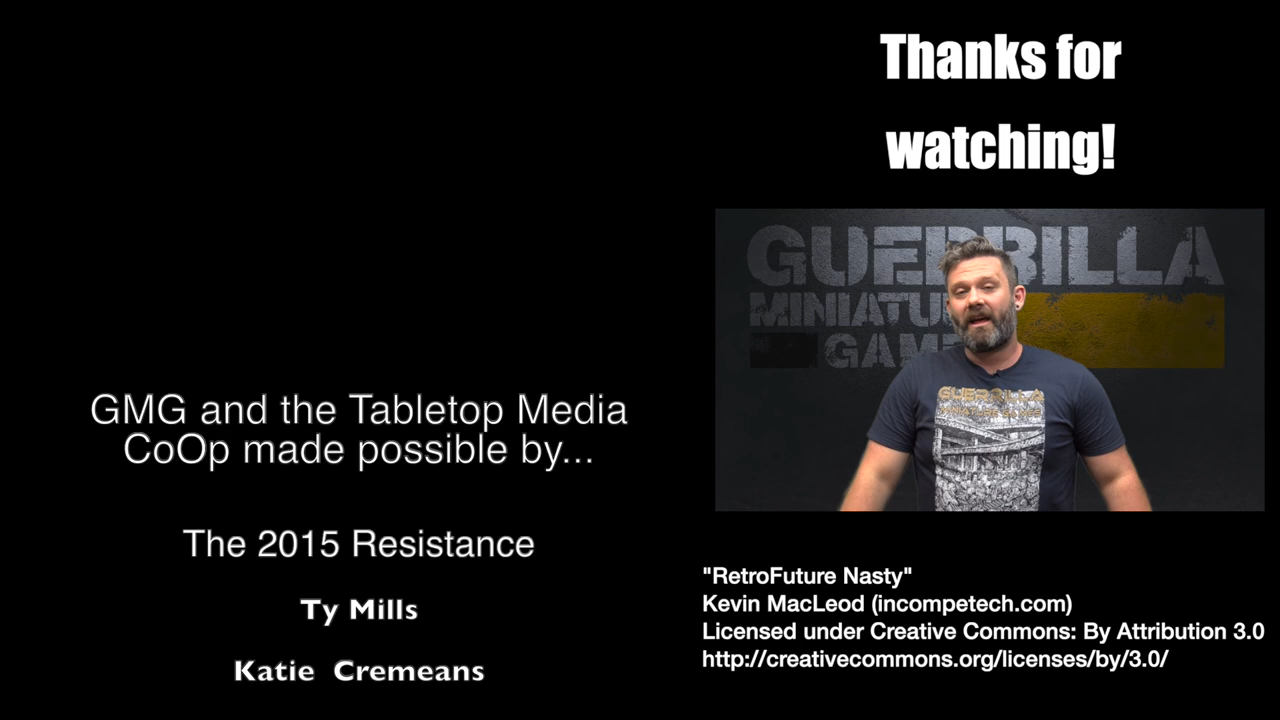 Thanks for
watching!
GUERRILLA
MINIATU
GAME
GUERRILLA
MINIATURE GAMES
GMG and the Tabletop Media
CoOp made possible by...
The 2015 Resistance
Ty Mills
Katie Cremeans
"RetroFuture Nasty"
Kevin MacLeod (incompetech.com)
Licensed under Creative Commons: By Attribution 3.0
http://creativecommons.org/licenses/by/3.0/